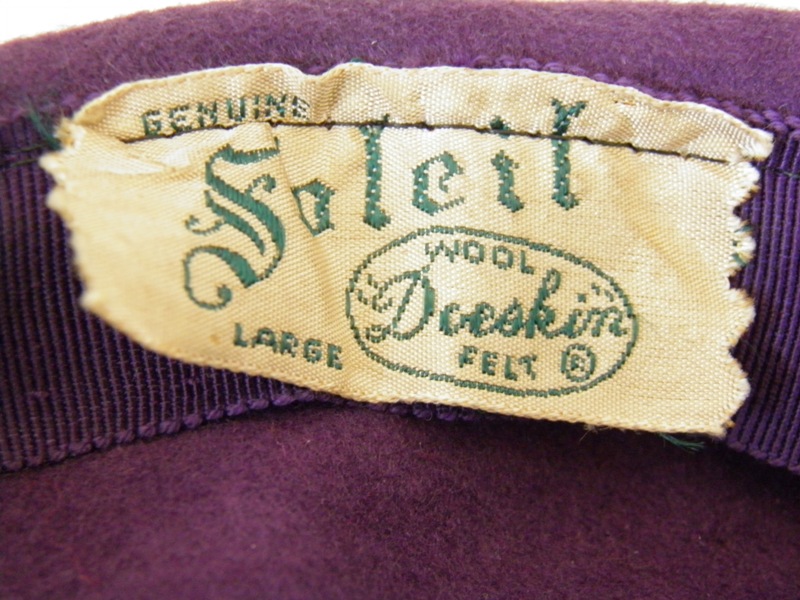 GENUINE
Soleil
WOOL
Doeskin
FELT ®
LARGE